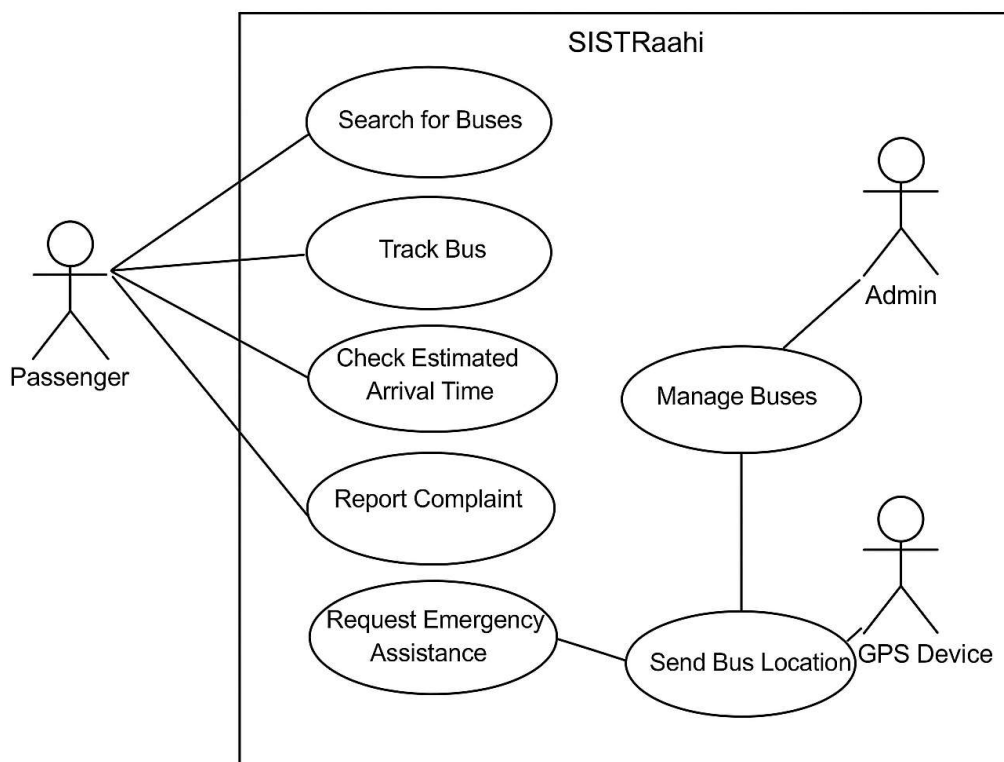 SISTRaahi
Search for Buses
Track Bus
Check Estimated
Arrival Time
Report Complaint
Request Emergency
Assistance
Passenger
Admin
Manage Buses
Send Bus Location
GPS Device